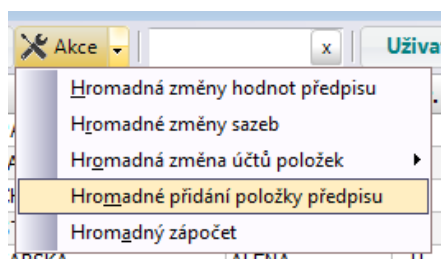 Akce x Uživa
Hromadná změny hodnot předpisu
Hromadné změny sazeb
Hromadná změna účtů položek
Hromadné přidání položky předpisu
Hromadný zápočet